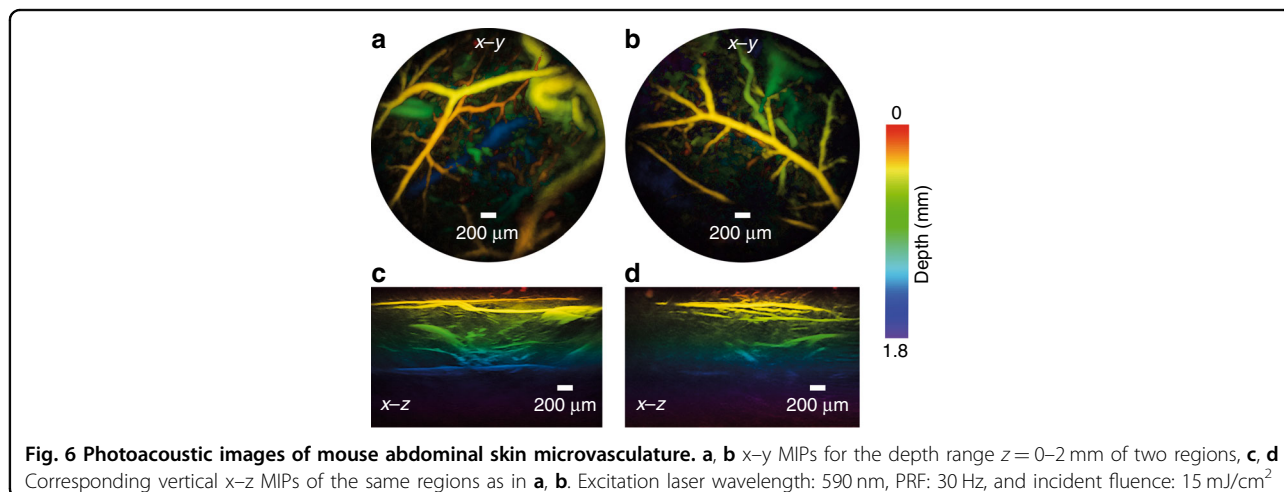 a
x–y
200 μm
b
x–y
200 μm
0
Depth (mm)
1.8
c
x–z
200 μm
d
x–z
200 μm
Fig. 6 Photoacoustic images of mouse abdominal skin microvasculature. a, b x–y MIPs for the depth range z = 0–2 mm of two regions, c, d
Corresponding vertical x–z MIPs of the same regions as in a, b. Excitation laser wavelength: 590 nm, PRF: 30 Hz, and incident fluence: 15 mJ/cm²